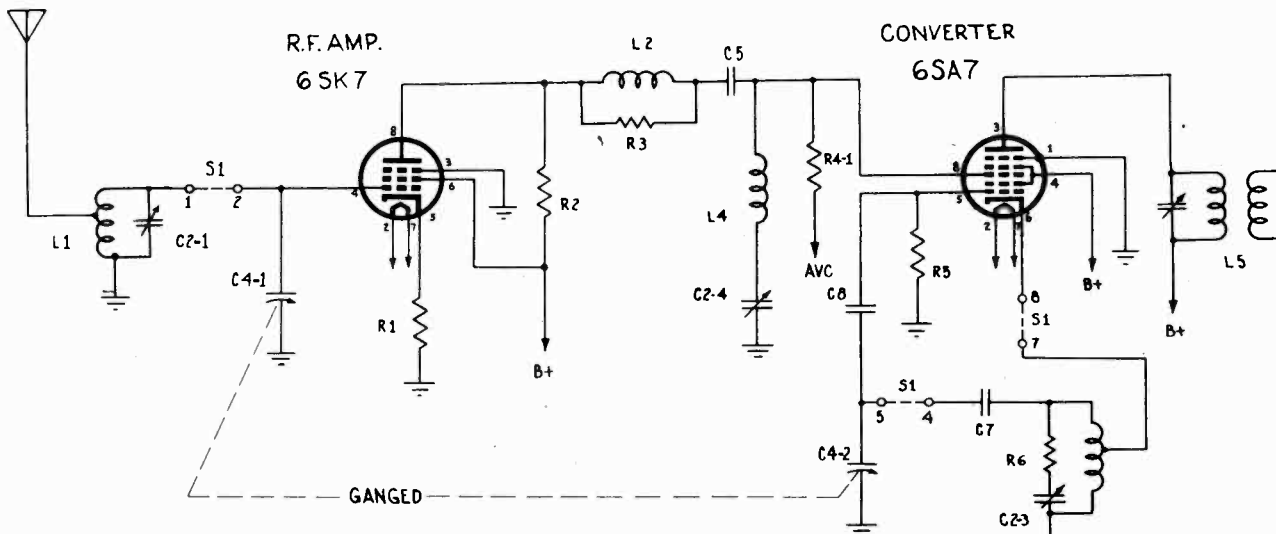 R.F. AMP.
6SK7
CONVERTER
6SA7
L2
C5
R3
8
3
6
4
5
2
7
S1
1
2
L1
C2-1
C4-1
R1
R2
B+
L4
C2-4
R4-1
AVC
3
1
8
4
5
6
2
7
R5
C8
B+
8
S1
7
L5
B+
5
S1
4
C7
R6
C2-3
C4-2
GANGED